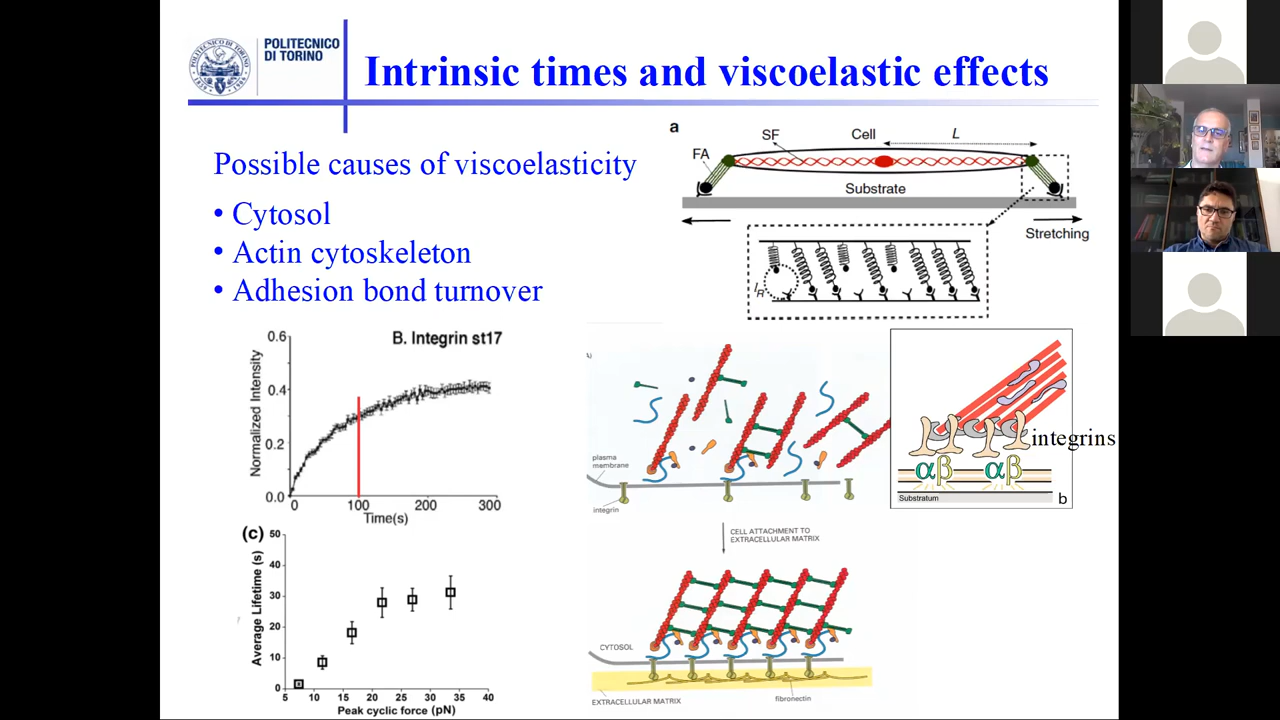 POLITECNICO
DI TORINO
Intrinsic times and viscoelastic effects
Possible causes of viscoelasticity
• Cytosol
• Actin cytoskeleton
• Adhesion bond turnover
a
SF
Cell
L
FA
Substrate
Stretching
lR
B. Integrin st17
Normalized Intensity
0.6
0.4
0.2
0.0
0
100
200
300
Time(s)
(c)
Average Lifetime (s)
50
40
30
20
10
0
5
10
15
20
25
30
35
40
Peak cyclic force (pN)
plasma
membrane
integrin
CELL ATTACHMENT TO
EXTRACELLULAR MATRIX
CYTOSOL
EXTRACELLULAR MATRIX
fibronectin
integrins
αβ
αβ
Substratum
b